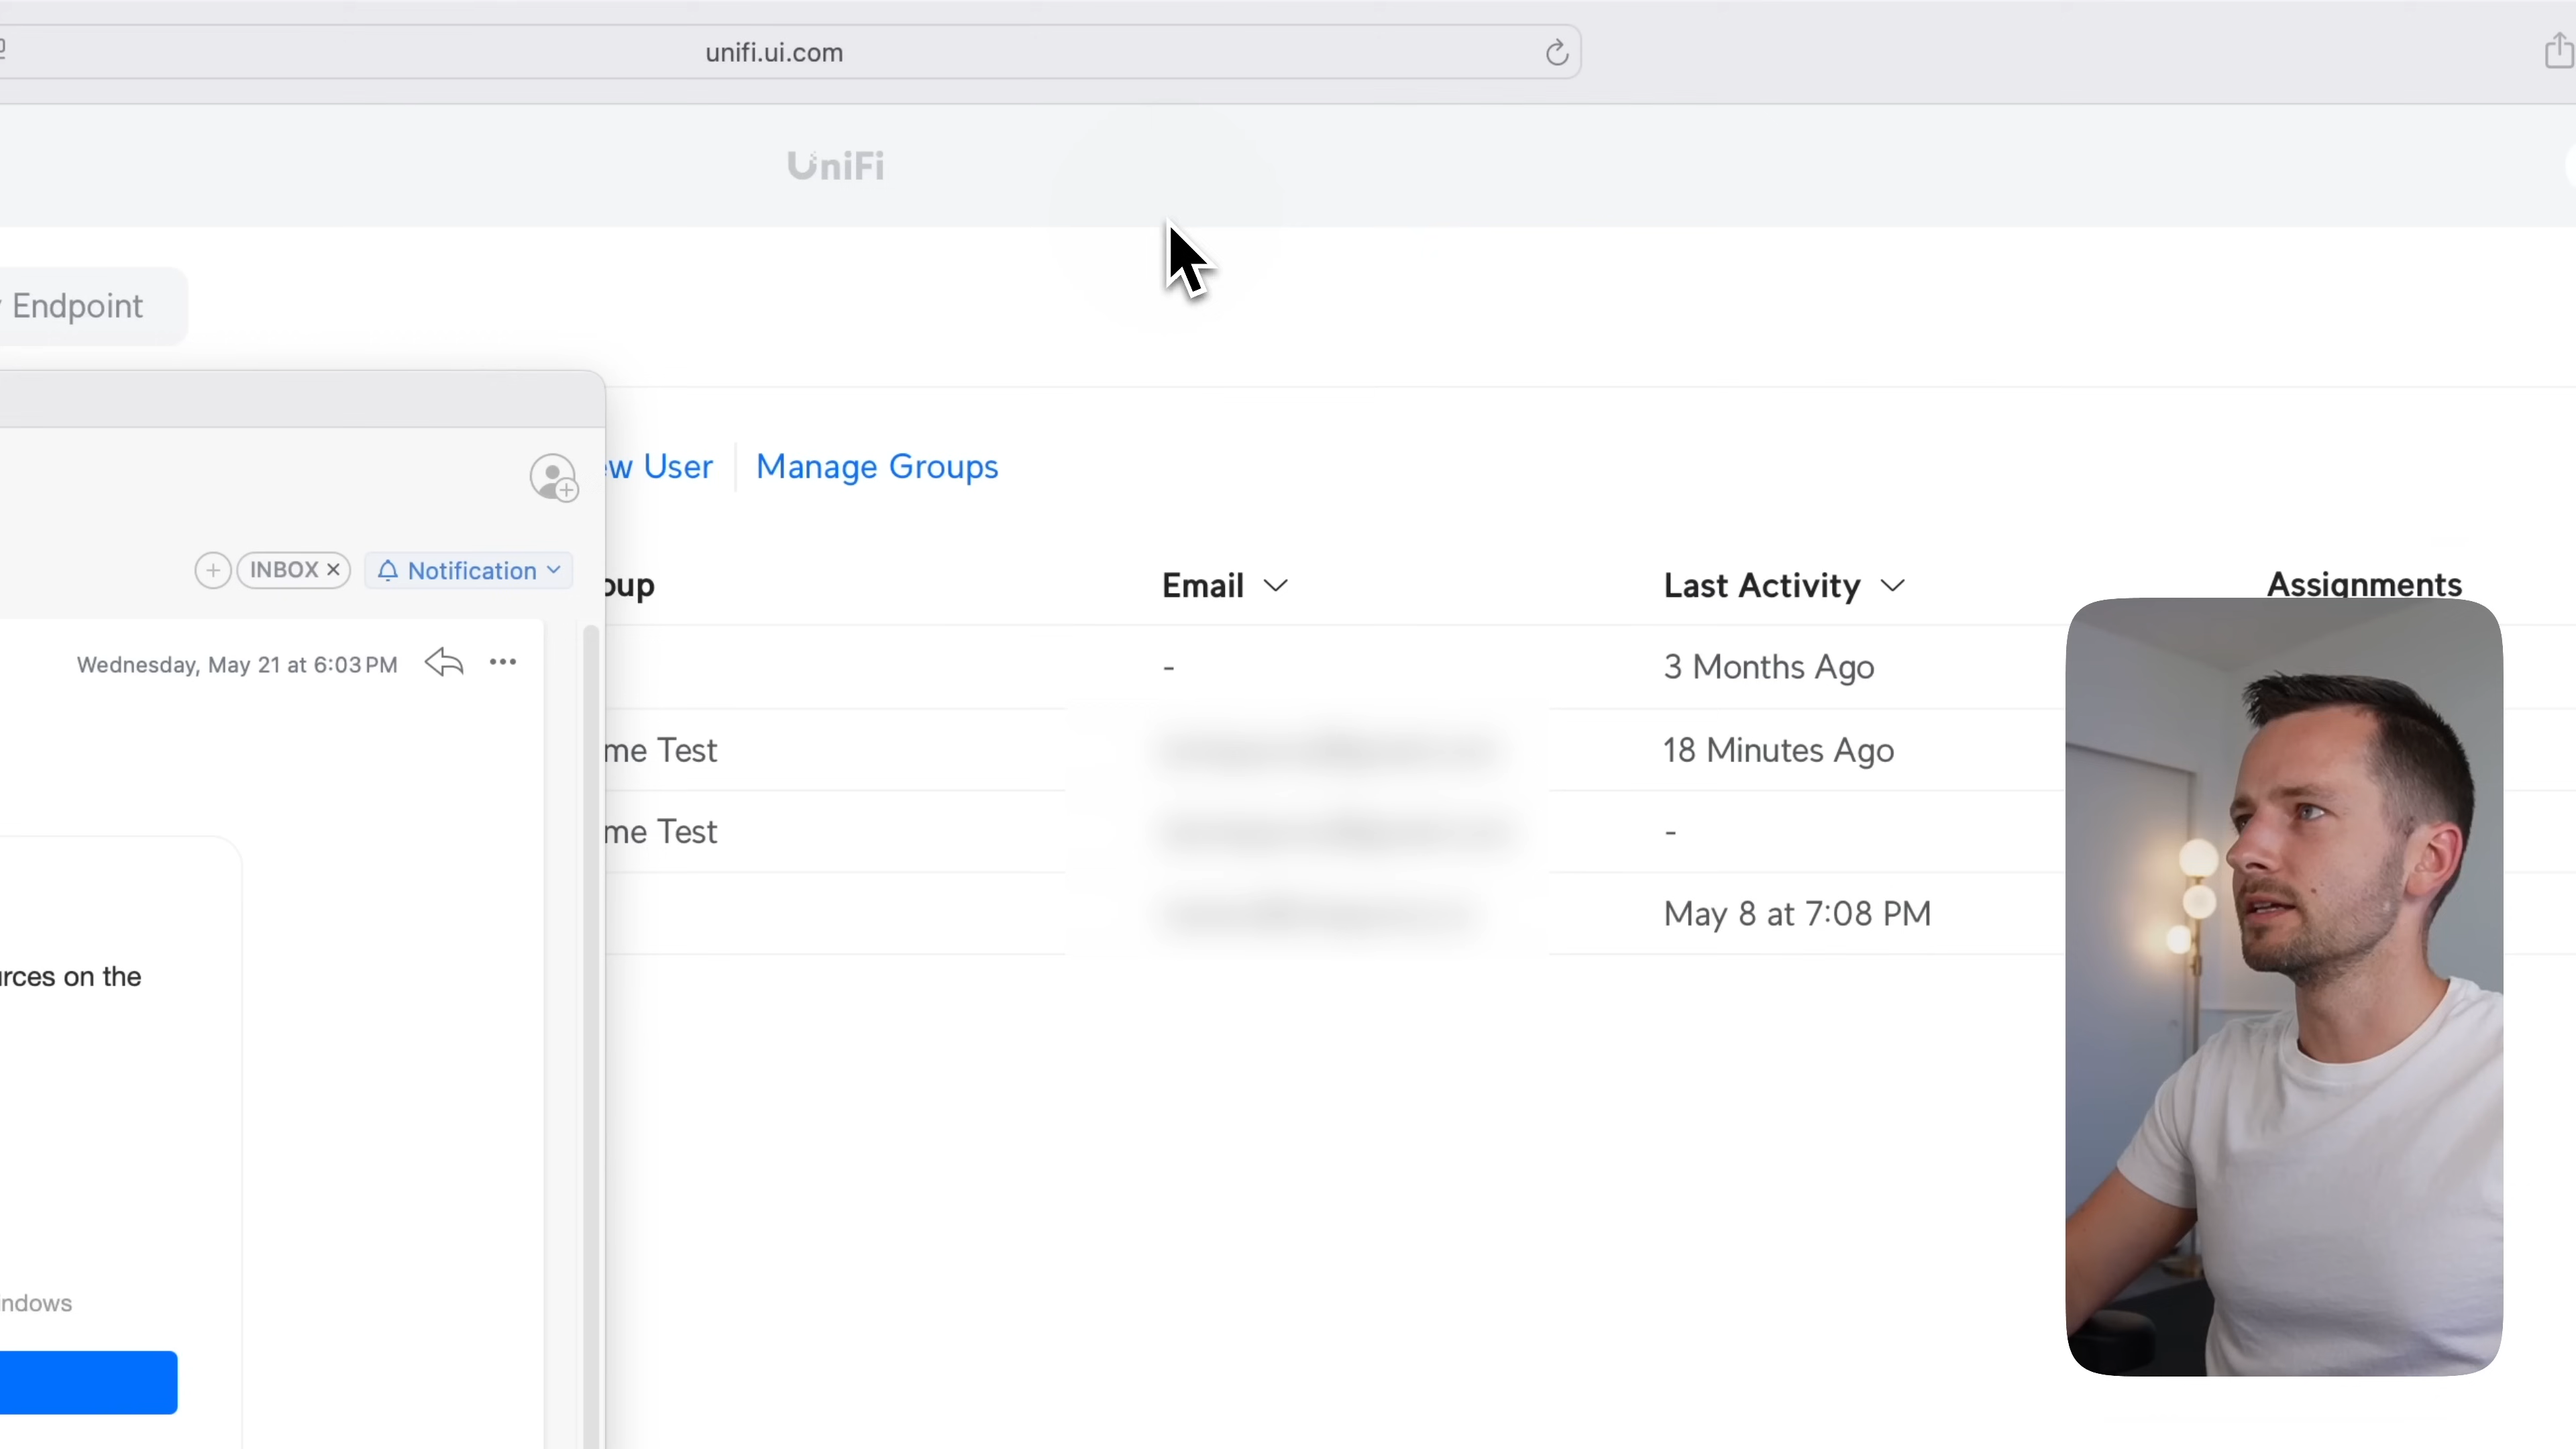 unifi.ui.com
UniFi
Endpoint
w User
Manage Groups
INBOX
Notification
oup
Email
Last Activity
Assignments
Wednesday, May 21 at 6:03 PM
-
3 Months Ago
me Test
18 Minutes Ago
me Test
-
May 8 at 7:08 PM
urces on the
indows